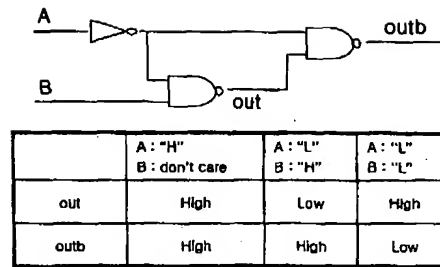 A
outb
B
out
A : "H" A : "L" A : "L"
B : don't care B : "H" B : "L"
out High Low High
outb High High Low